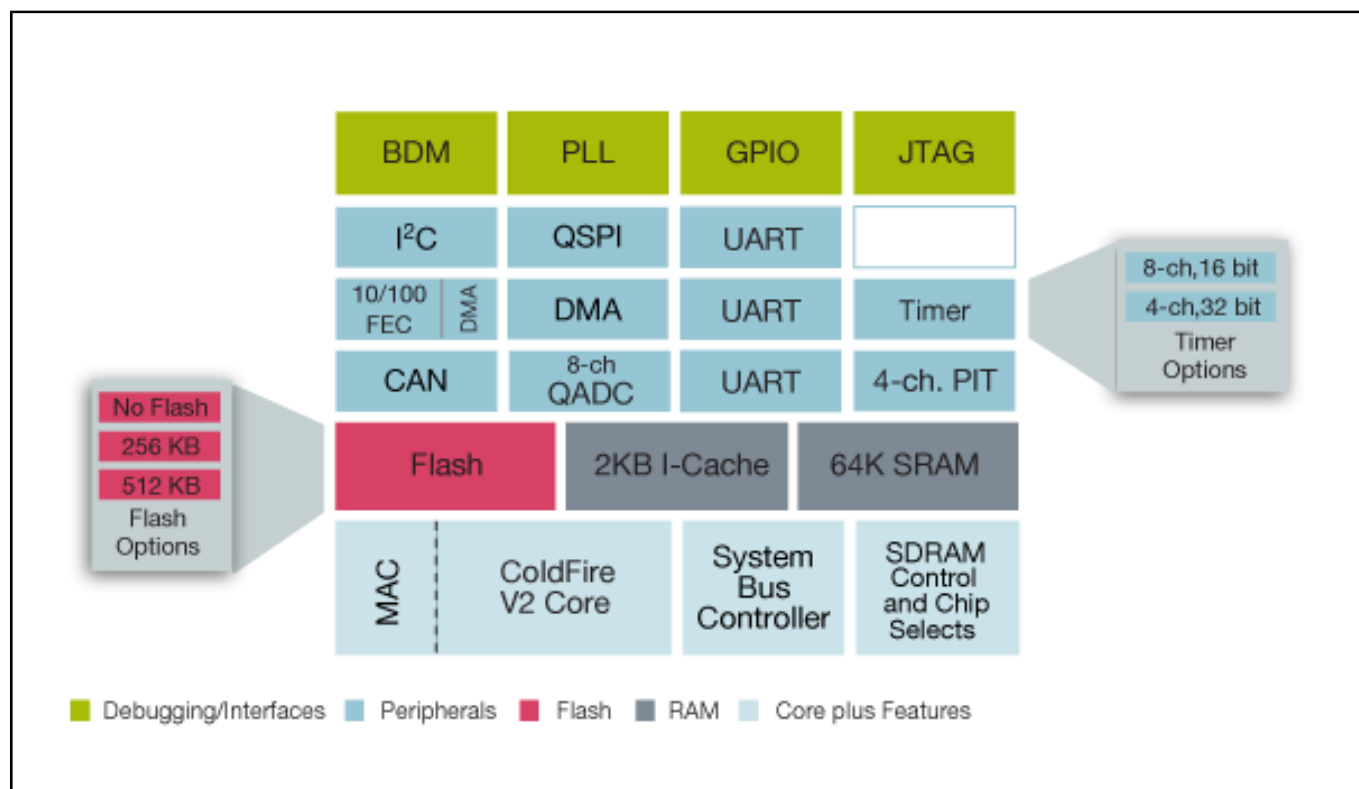 BDM
PLL
GPIO
JTAG
I²C
QSPI
UART
10/100
FEC
DMA
DMA
UART
Timer
8-ch,16 bit
4-ch,32 bit
Timer
Options
CAN
8-ch
QADC
UART
4-ch. PIT
No Flash
256 KB
512 KB
Flash
Options
Flash
2KB I-Cache
64K SRAM
MAC
ColdFire
V2 Core
System
Bus
Controller
SDRAM
Control
and Chip
Selects
Debugging/Interfaces
Peripherals
Flash
RAM
Core plus Features